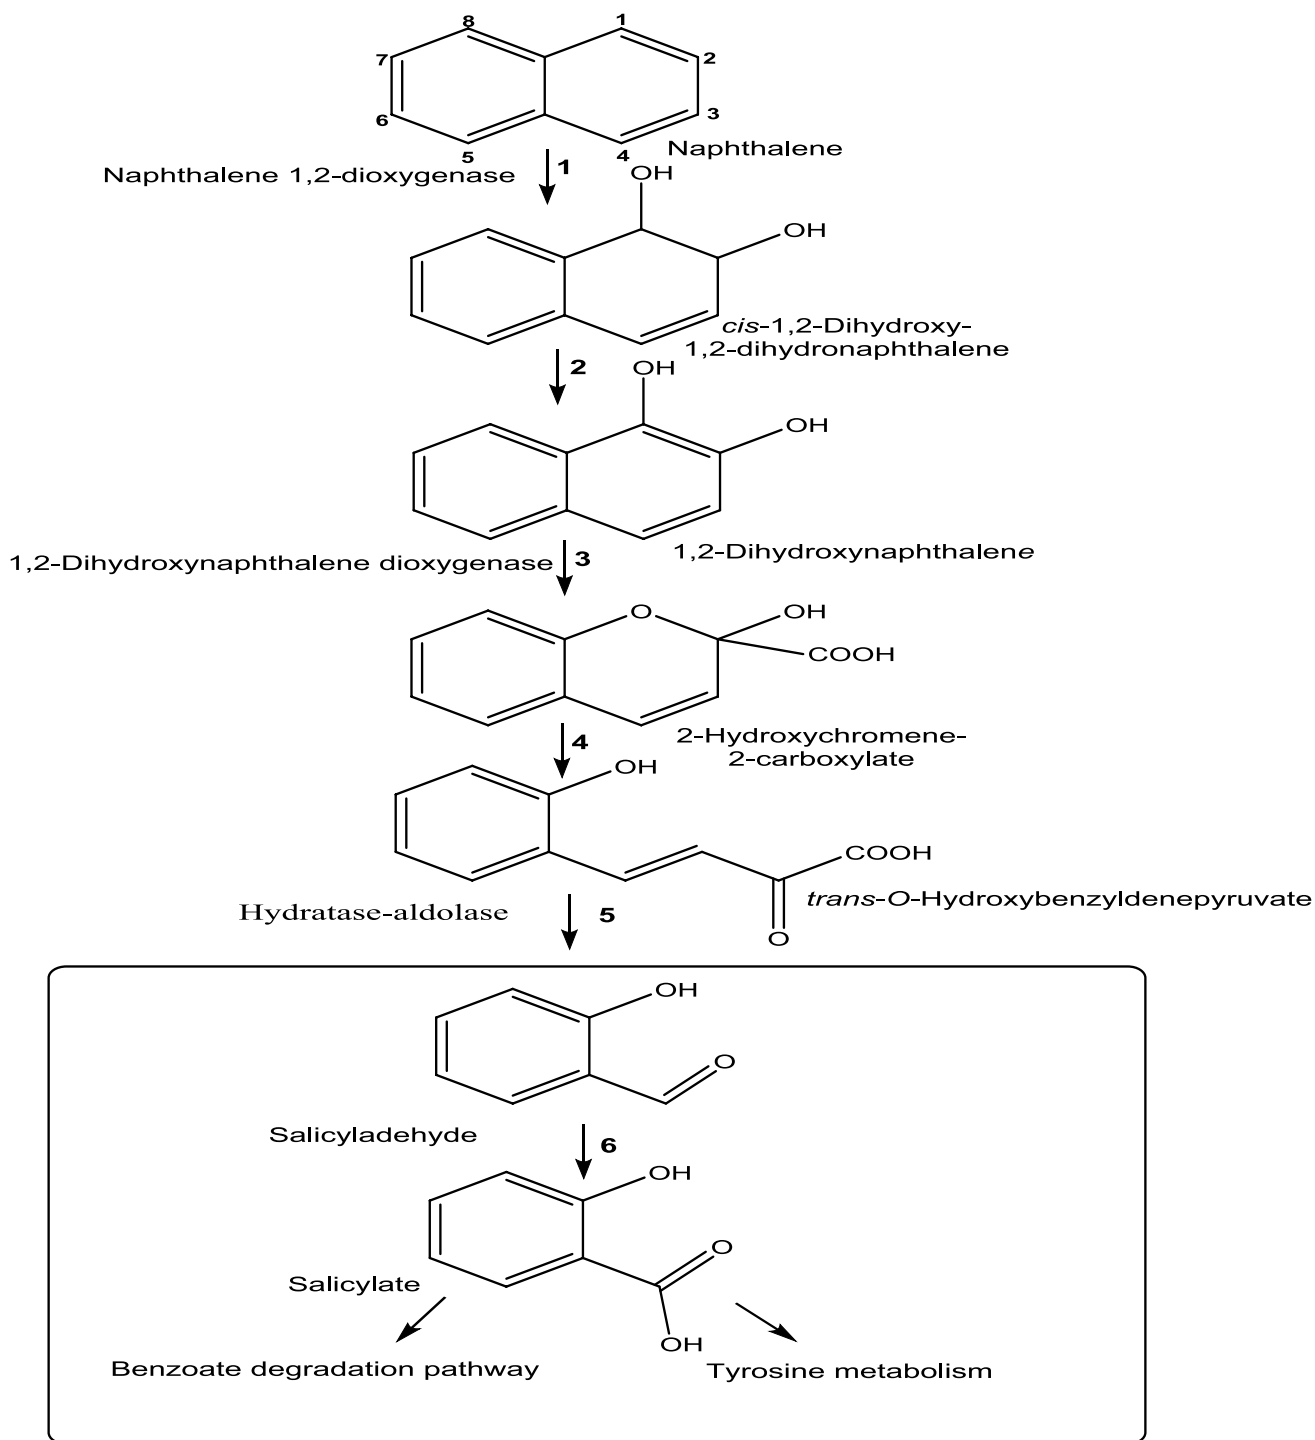 8
1
7
2
6
3
5
4
Naphthalene
Naphthalene 1,2-dioxygenase
1
OH
OH
cis-1,2-Dihydroxy-
1,2-dihydronaphthalene
2
OH
OH
1,2-Dihydroxynaphthalene
1,2-Dihydroxynaphthalene dioxygenase
3
O
OH
COOH
2-Hydroxychromene-
2-carboxylate
4
OH
COOH
O
trans-O-Hydroxybenzyldenepyruvate
Hydratase-aldolase
5
OH
O
Salicyladehyde
6
OH
O
OH
Salicylate
Benzoate degradation pathway
Tyrosine metabolism